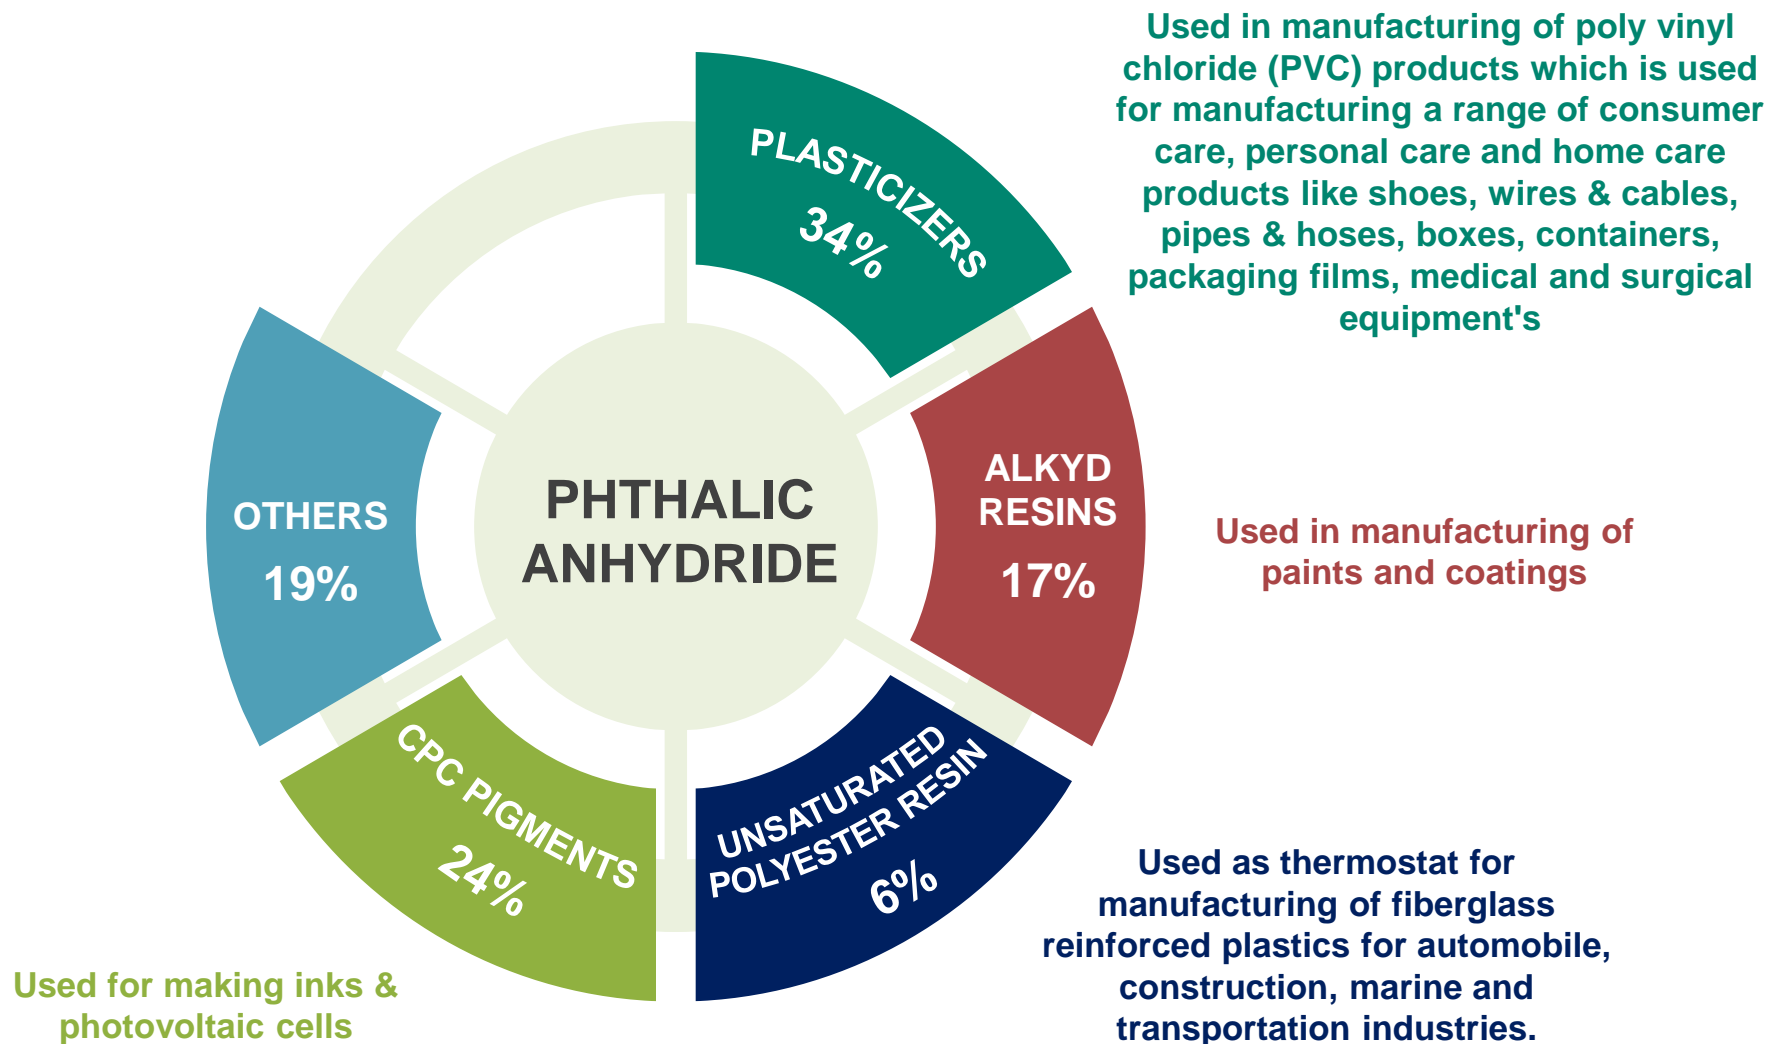 Used in manufacturing of poly vinyl
chloride (PVC) products which is used
for manufacturing a range of consumer
care, personal care and home care
products like shoes, wires & cables,
pipes & hoses, boxes, containers,
packaging films, medical and surgical
equipment's
PLASTICIZERS
34%
ALKYD
RESINS
17%
Used in manufacturing of
paints and coatings
OTHERS
19%
PHTHALIC
ANHYDRIDE
CPC PIGMENTS
24%
UNSATURATED
POLYESTER RESIN
6%
Used as thermostat for
manufacturing of fiberglass
reinforced plastics for automobile,
construction, marine and
transportation industries.
Used for making inks &
photovoltaic cells